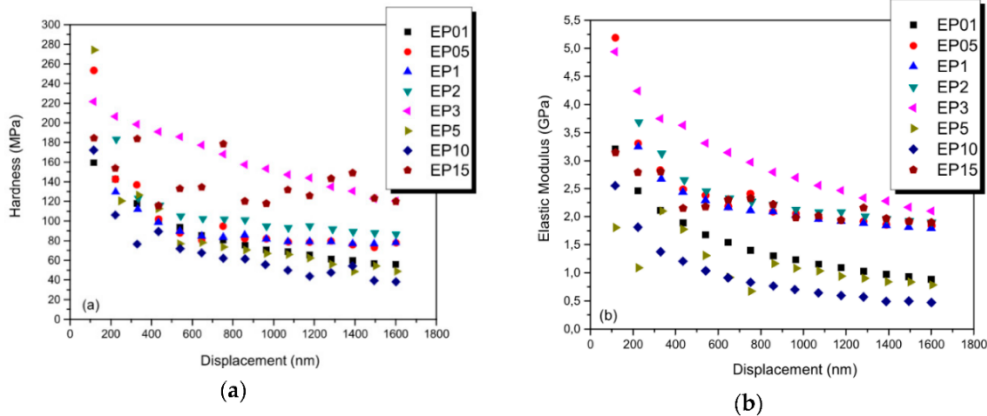 300
280
260
240
220
200
180
160
140
120
100
80
60
40
20
0
Hardness (MPa)
EP01
EP05
EP1
EP2
EP3
EP5
EP10
EP15
(a)
0 200 400 600 800 1000 1200 1400 1600 1800
Displacement (nm)
(a)
5,5
5,0
4,5
4,0
3,5
3,0
2,5
2,0
1,5
1,0
0,5
0,0
Elastic Modulus (GPa)
EP01
EP05
EP1
EP2
EP3
EP5
EP10
EP15
(b)
0 200 400 600 800 1000 1200 1400 1600 1800
Displacement (nm)
(b)